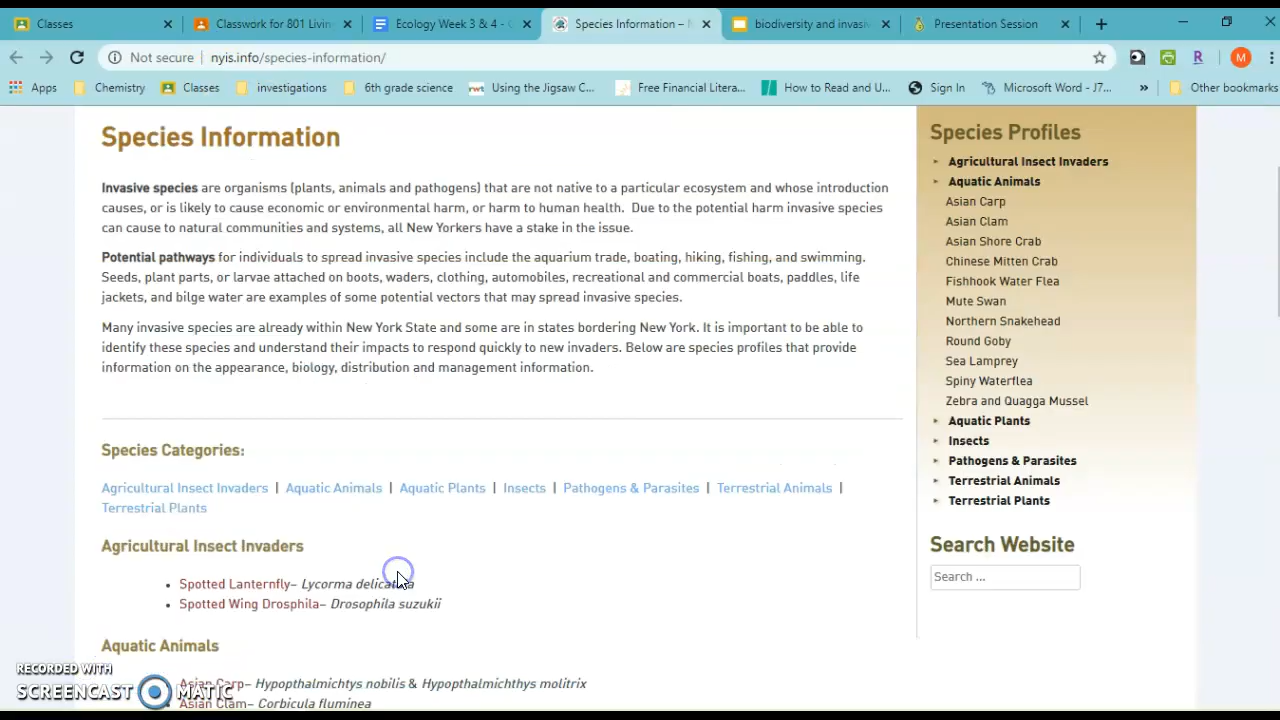 Classes
Classwork for 801 Livin
Ecology Week 3 & 4 -
Species Information –
biodiversity and invasi
Presentation Session
Not secure | nyis.info/species-information/
R
M
Apps
Chemistry
Classes
investigations
6th grade science
rwt Using the Jigsaw C...
Free Financial Litera...
How to Read and U...
Sign In
Microsoft Word - J7...
»
Other bookmarks
Species Information
Invasive species are organisms (plants, animals and pathogens) that are not native to a particular ecosystem and whose introduction
causes, or is likely to cause economic or environmental harm, or harm to human health. Due to the potential harm invasive species
can cause to natural communities and systems, all New Yorkers have a stake in the issue.
Potential pathways for individuals to spread invasive species include the aquarium trade, boating, hiking, fishing, and swimming.
Seeds, plant parts, or larvae attached on boots, waders, clothing, automobiles, recreational and commercial boats, paddles, life
jackets, and bilge water are examples of some potential vectors that may spread invasive species.
Many invasive species are already within New York State and some are in states bordering New York. It is important to be able to
identify these species and understand their impacts to respond quickly to new invaders. Below are species profiles that provide
information on the appearance, biology, distribution and management information.
Species Categories:
Agricultural Insect Invaders | Aquatic Animals | Aquatic Plants | Insects | Pathogens & Parasites | Terrestrial Animals |
Terrestrial Plants
Agricultural Insect Invaders
• Spotted Lanternfly– Lycorma delicatula
• Spotted Wing Drosphila– Drosophila suzukii
Aquatic Animals
Asian Carp– Hypopthalmichtys nobilis & Hypopthalmichthys molitrix
Asian Clam– Corbicula fluminea
Species Profiles
Agricultural Insect Invaders
Aquatic Animals
Asian Carp
Asian Clam
Asian Shore Crab
Chinese Mitten Crab
Fishhook Water Flea
Mute Swan
Northern Snakehead
Round Goby
Sea Lamprey
Spiny Waterflea
Zebra and Quagga Mussel
Aquatic Plants
Insects
Pathogens & Parasites
Terrestrial Animals
Terrestrial Plants
Search Website
Search ...
RECORDED WITH
SCREENCAST MATIC